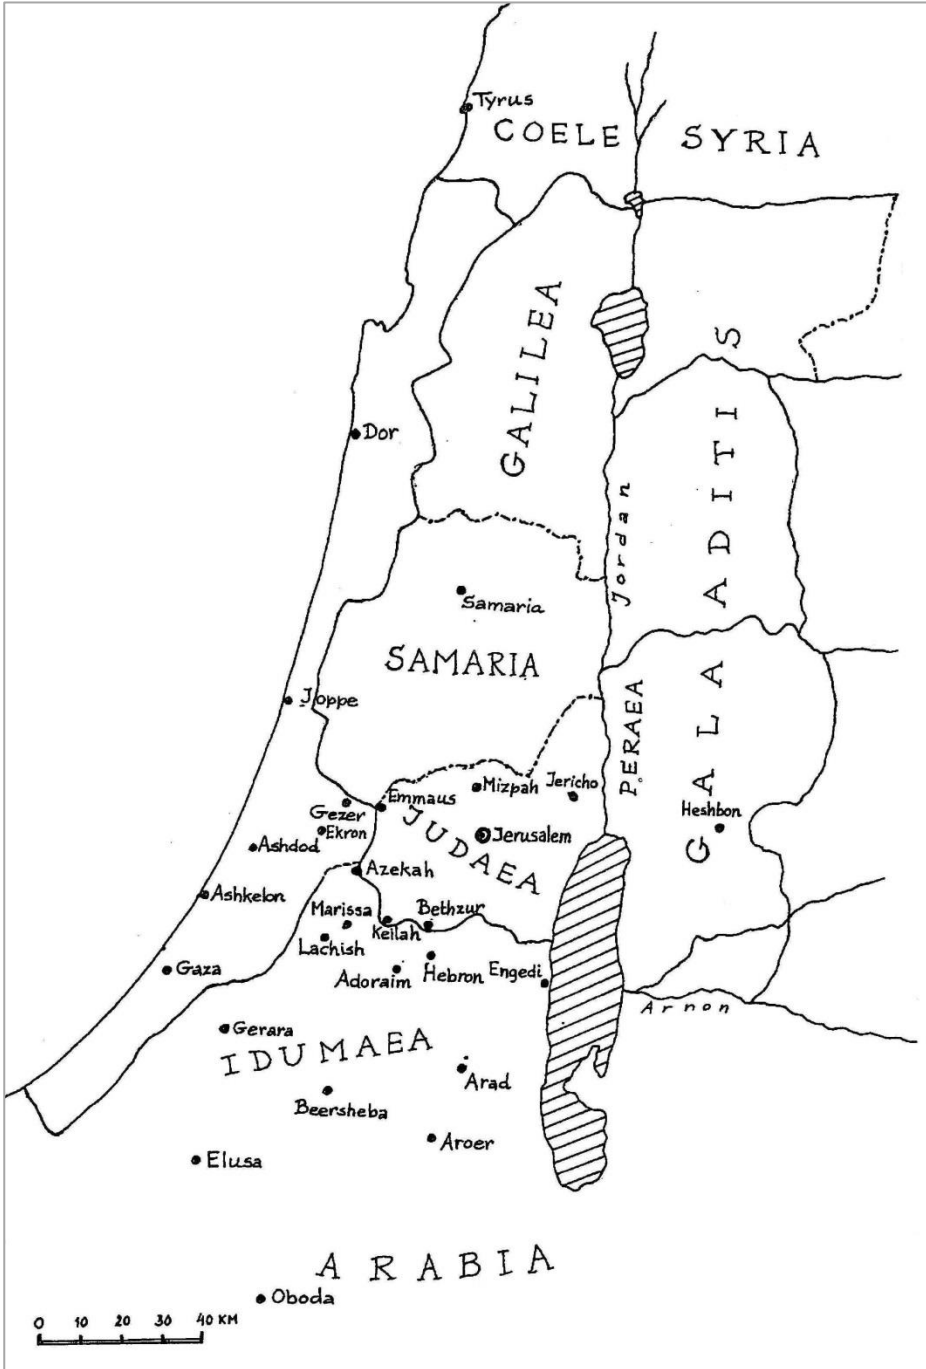 Tyrus
COELE SYRIA
GALILEA
Dor
Jordan
GALAADITIS
Samaria
SAMARIA
Joppe
PERAEA
Mizpah
Jericho
Emmaus
Gezer
Heshbon
Ekron
Jerusalem
JUDAEA
Ashdod
Azekah
Ashkelon
Marissa
Bethzur
Keilah
Lachish
Gaza
Adoraim
Hebron
Engedi
Arnon
Gerara
IDUMAEA
Arad
Beersheba
Aroer
Elusa
ARABIA
Oboda
0 10 20 30 40 KM